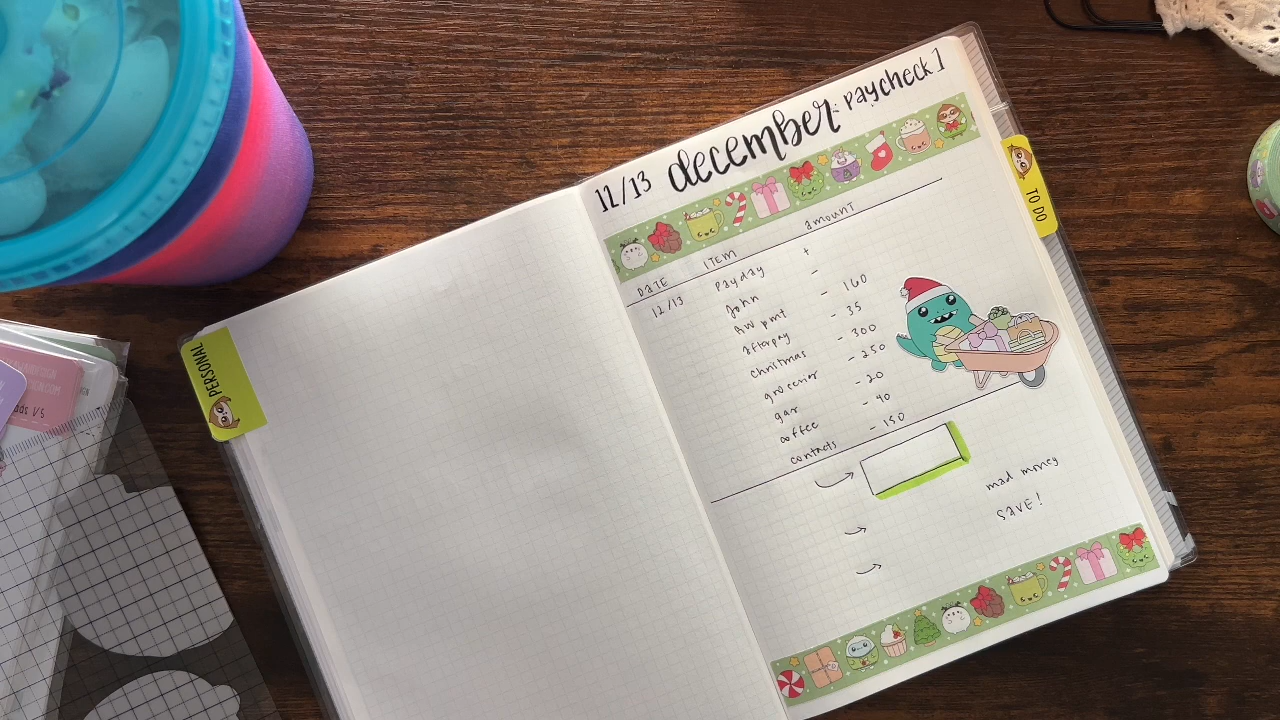 12/13 december: paycheck 1
DATE ITEM amount
12/13 Payday +
John -
AW pmt - 160
afterpay - 35
Christmas - 300
groceries - 250
gas - 20
coffee - 40
contacts - 150
mad money
SAVE!
PERSONAL
TO DO